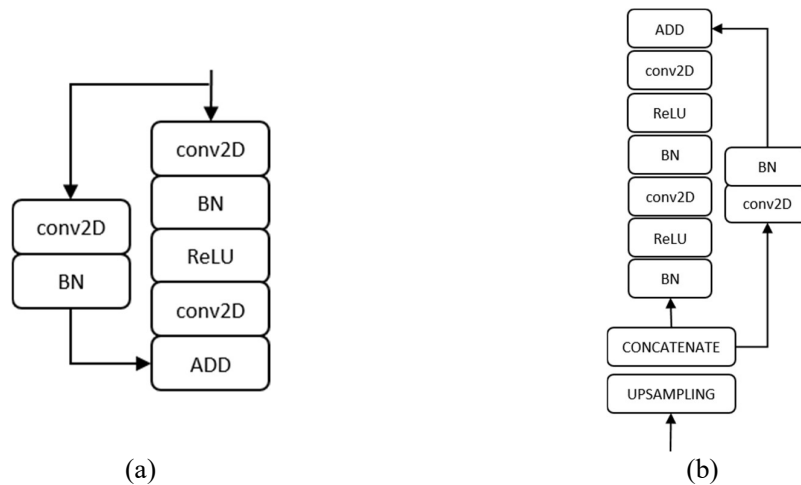 conv2D
BN
ReLU
conv2D
ADD
conv2D
BN
(a)
ADD
conv2D
ReLU
BN
conv2D
ReLU
BN
BN
conv2D
CONCATENATE
UPSAMPLING
(b)